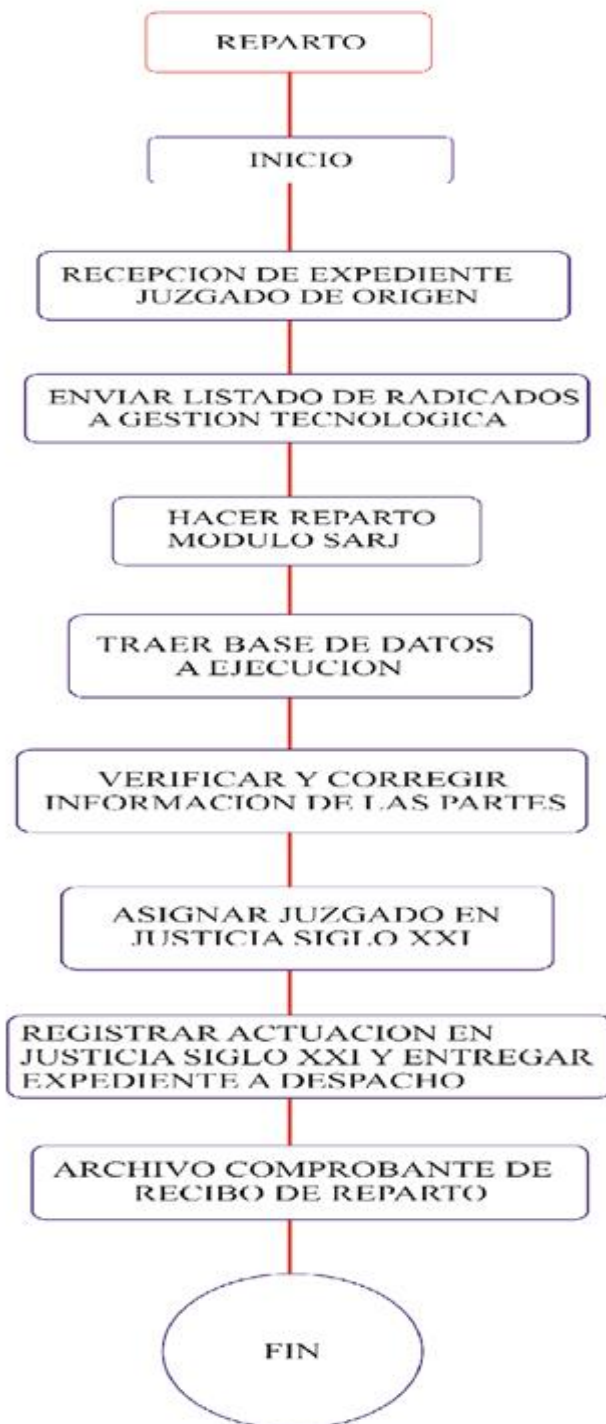 REPARTO
INICIO
RECEPCION DE EXPEDIENTE
JUZGADO DE ORIGEN
ENVIAR LISTADO DE RADICADOS
A GESTION TECNOLOGICA
HACER REPARTO
MODULO SARJ
TRAER BASE DE DATOS
A EJECUCION
VERIFICAR Y CORREGIR
INFORMACION DE LAS PARTES
ASIGNAR JUZGADO EN
JUSTICIA SIGLO XXI
REGISTRAR ACTUACION EN
JUSTICIA SIGLO XXI Y ENTREGAR
EXPEDIENTE A DESPACHO
ARCHIVO COMPROBANTE DE
RECIBO DE REPARTO
FIN